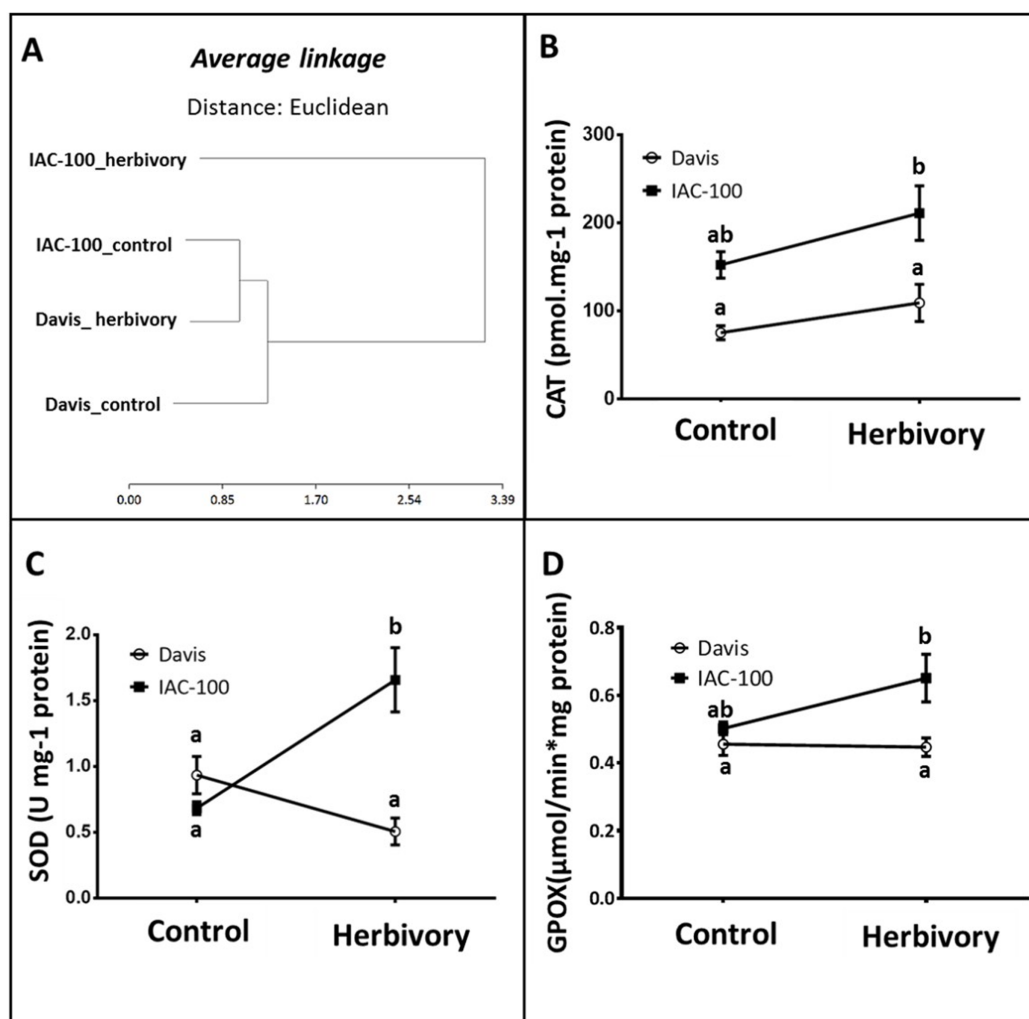 A
Average linkage
Distance: Euclidean
IAC-100_herbivory
IAC-100_control
Davis_ herbivory
Davis_control
0.00 0.85 1.70 2.54 3.39
B
CAT (pmol.mg-1 protein)
300
200
100
0
Davis
IAC-100
ab
b
a
a
Control Herbivory
C
SOD (U mg-1 protein)
2.0
1.5
1.0
0.5
0.0
Davis
IAC-100
b
a
a
a
Control Herbivory
D
GPOX(μmol/min*mg protein)
0.8
0.6
0.4
0.2
0.0
Davis
IAC-100
b
ab
a
a
Control Herbivory